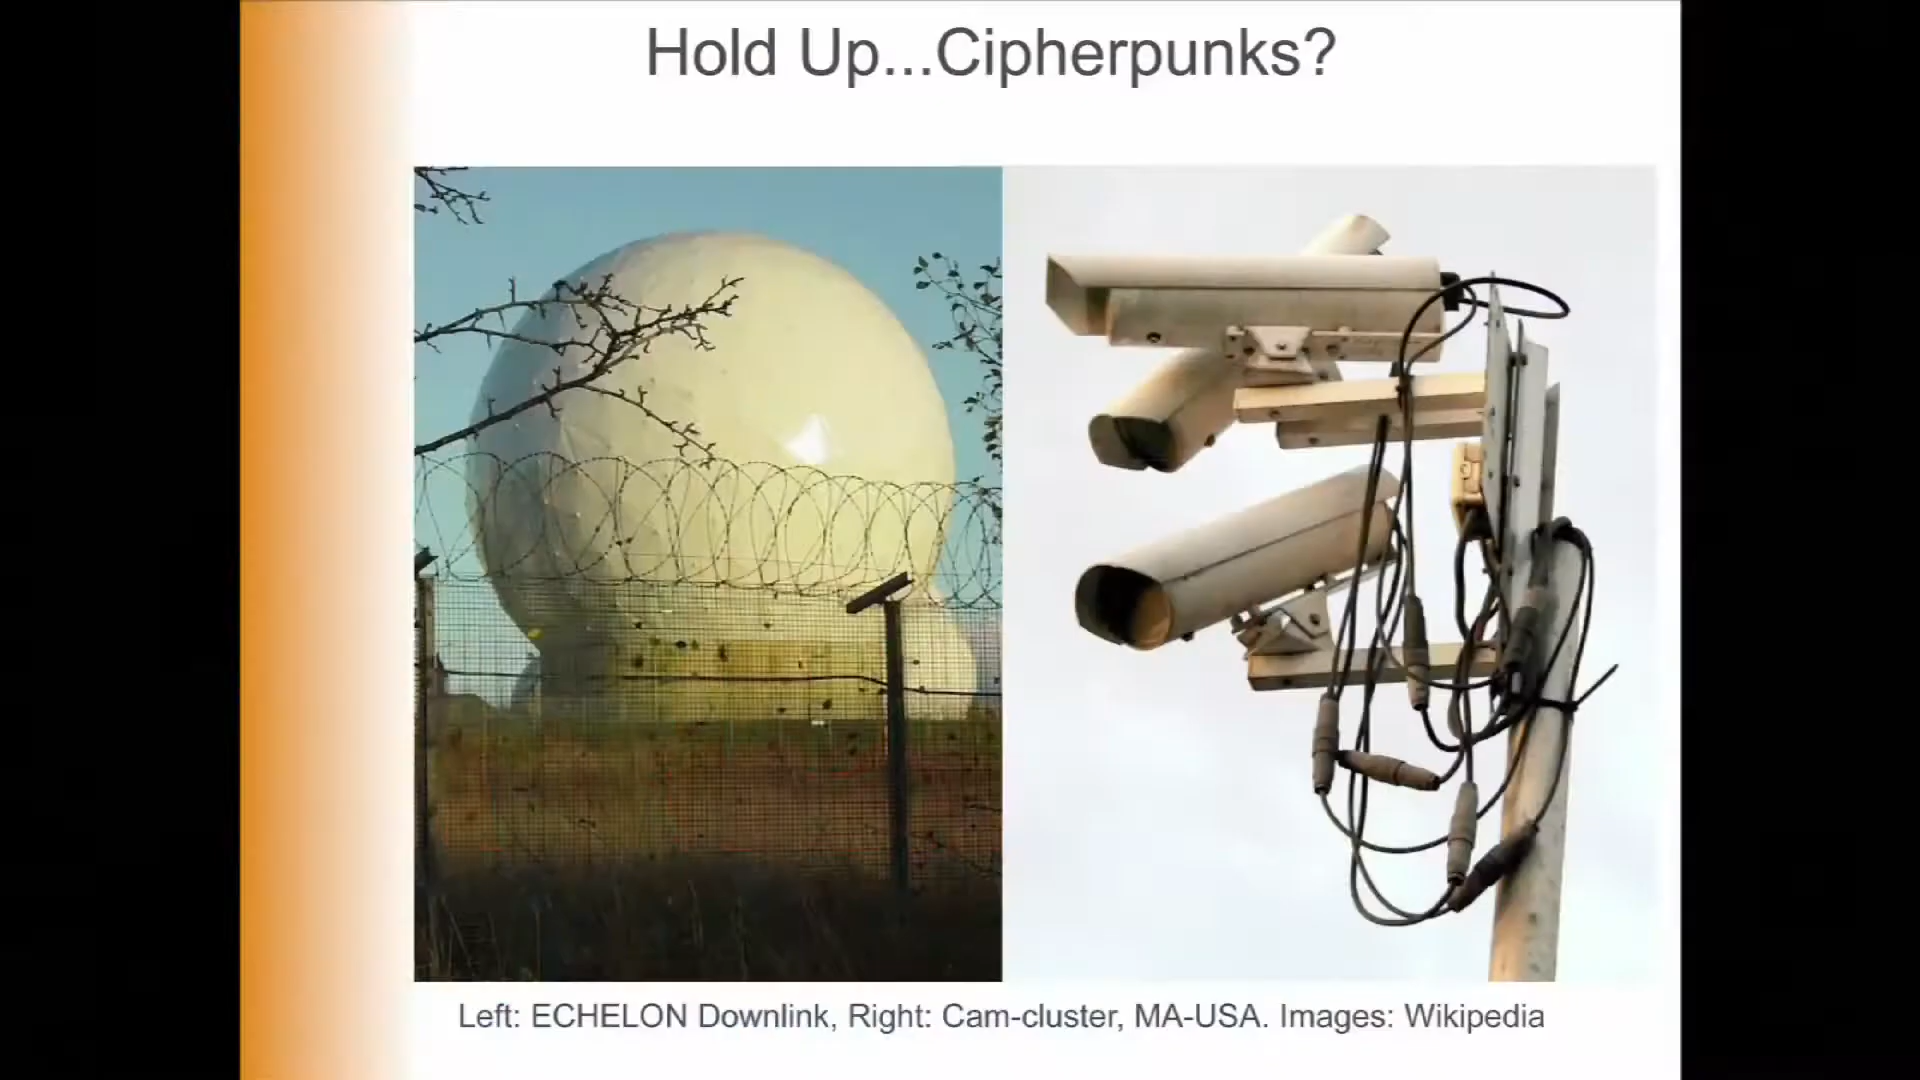 Hold Up...Cipherpunks?
Left: ECHELON Downlink, Right: Cam-cluster, MA-USA. Images: Wikipedia